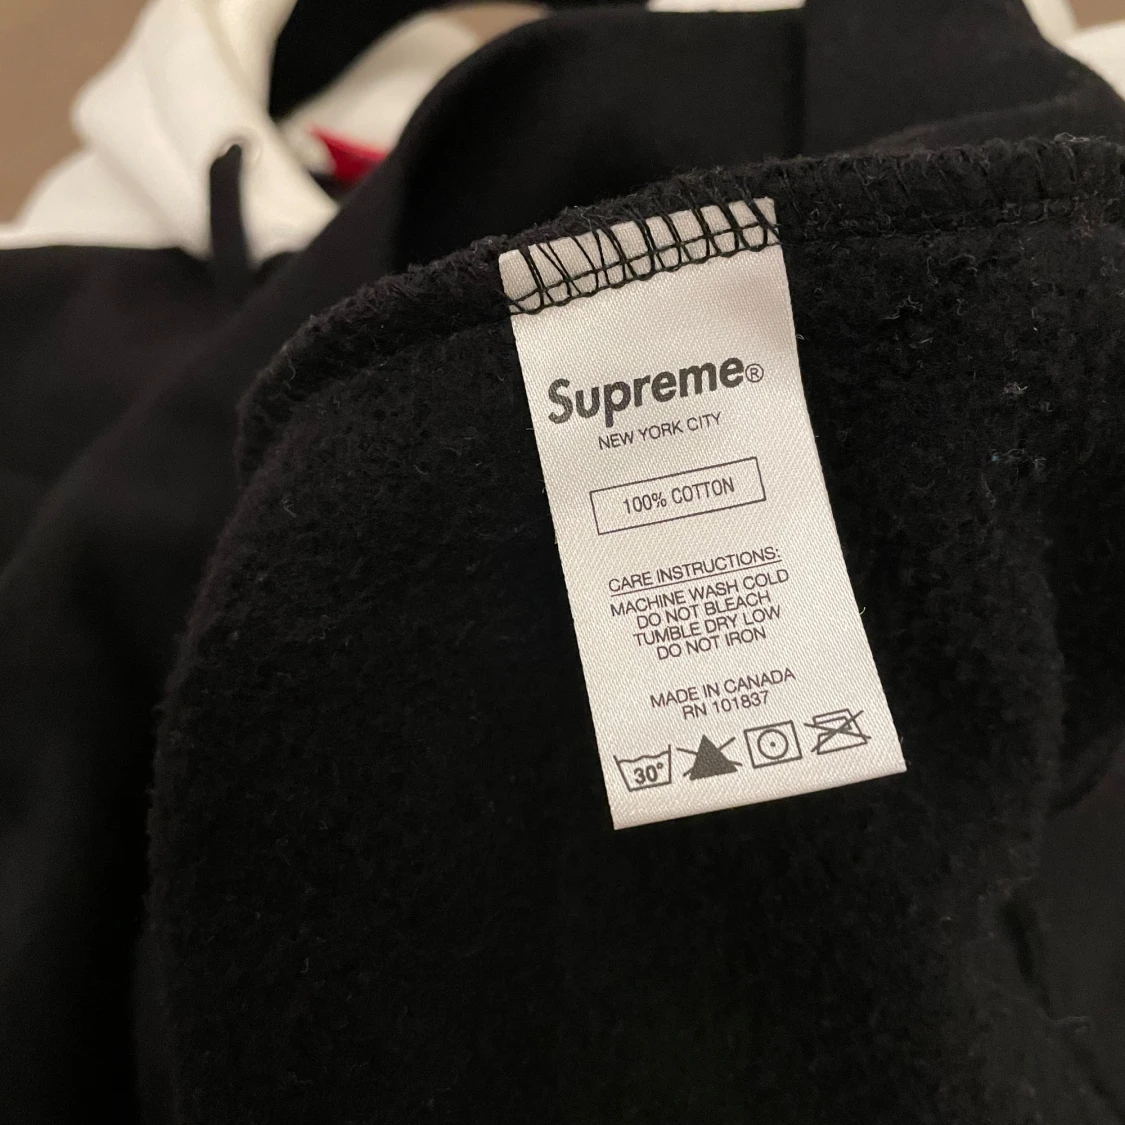 Supreme®
NEW YORK CITY
100% COTTON
CARE INSTRUCTIONS:
MACHINE WASH COLD
DO NOT BLEACH
TUMBLE DRY LOW
DO NOT IRON
MADE IN CANADA
RN 101837
30°